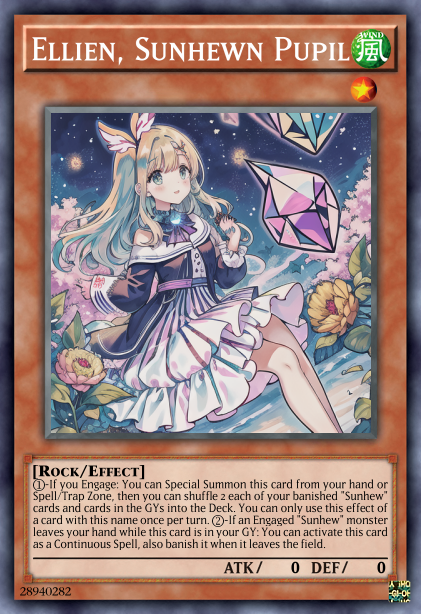 Ellien, Sunhewn Pupil
WIND
風
[Rock/Effect]
①-If you Engage: You can Special Summon this card from your hand or
Spell/Trap Zone, then you can shuffle 2 each of your banished "Sunhew"
cards and cards in the GYs into the Deck. You can only use this effect of
a card with this name once per turn. ②-If an Engaged "Sunhew" monster
leaves your hand while this card is in your GY: You can activate this card
as a Continuous Spell, also banish it when it leaves the field.
ATK / 0 DEF / 0
28940282